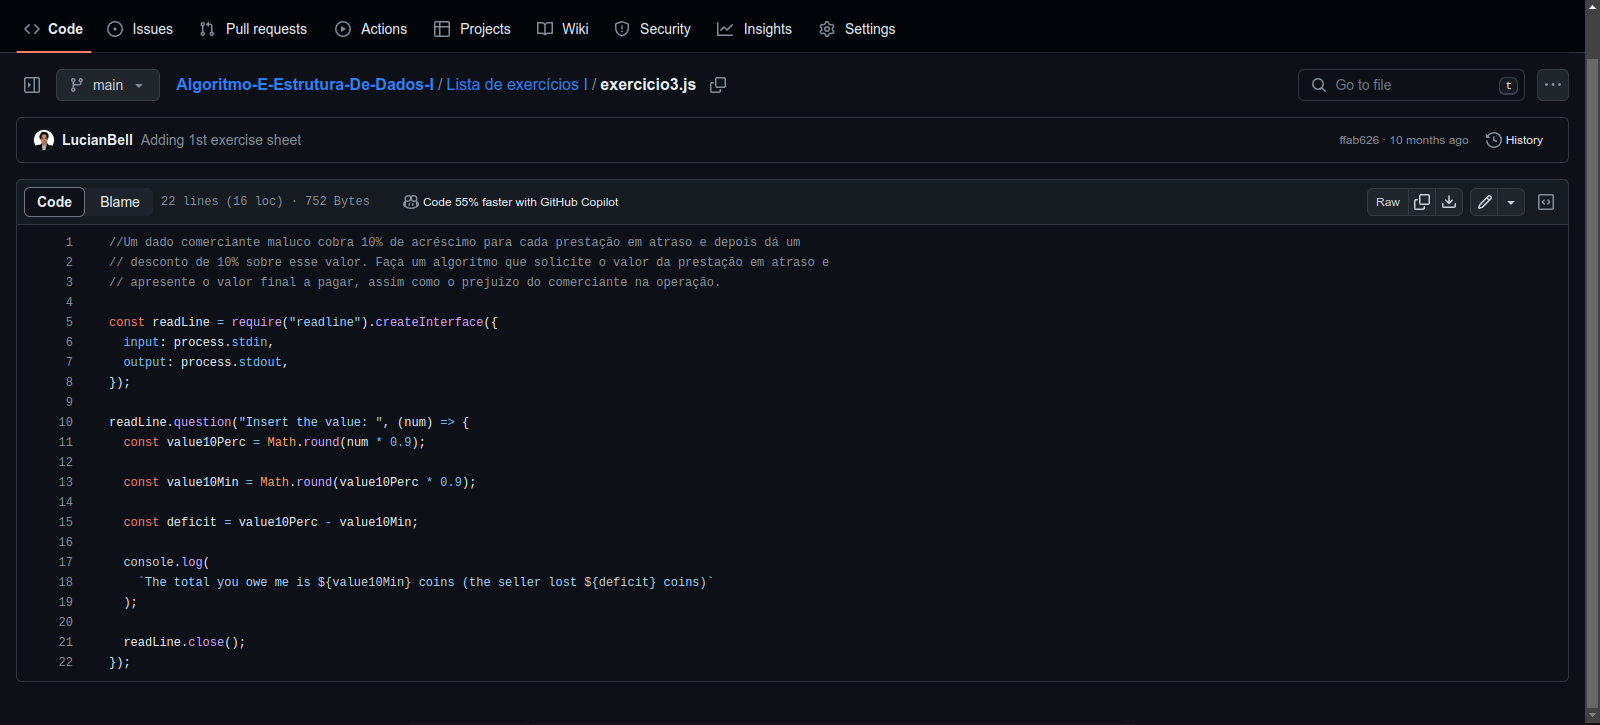 Code Issues Pull requests Actions Projects Wiki Security Insights Settings
main Algoritmo-E-Estrutura-De-Dados-I / Lista de exercícios I / exercicio3.js Go to file t
LucianBell Adding 1st exercise sheet ffab626 · 10 months ago History
Code Blame 22 lines (16 loc) · 752 Bytes Code 55% faster with GitHub Copilot Raw
1 //Um dado comerciante maluco cobra 10% de acréscimo para cada prestação em atraso e depois dá um
2 // desconto de 10% sobre esse valor. Faça um algoritmo que solicite o valor da prestação em atraso e
3 // apresente o valor final a pagar, assim como o prejuízo do comerciante na operação.
4
5 const readLine = require("readline").createInterface({
6   input: process.stdin,
7   output: process.stdout,
8 });
9
10 readLine.question("Insert the value: ", (num) => {
11   const value10Perc = Math.round(num * 0.9);
12
13   const value10Min = Math.round(value10Perc * 0.9);
14
15   const deficit = value10Perc - value10Min;
16
17   console.log(
18     `The total you owe me is ${value10Min} coins (the seller lost ${deficit} coins)`
19   );
20
21   readLine.close();
22 });